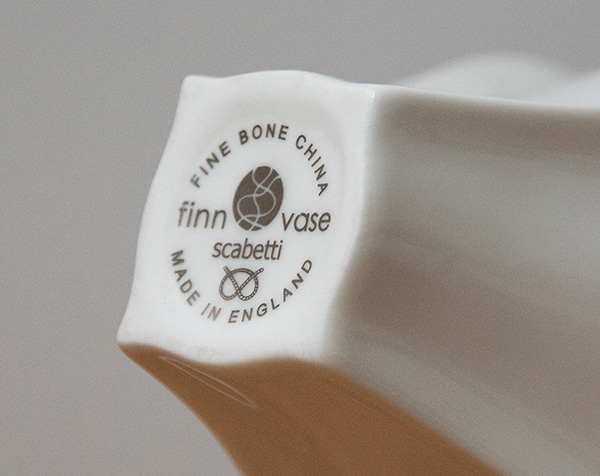 FINE BONE CHINA
finn vase
scabetti
MADE IN ENGLAND